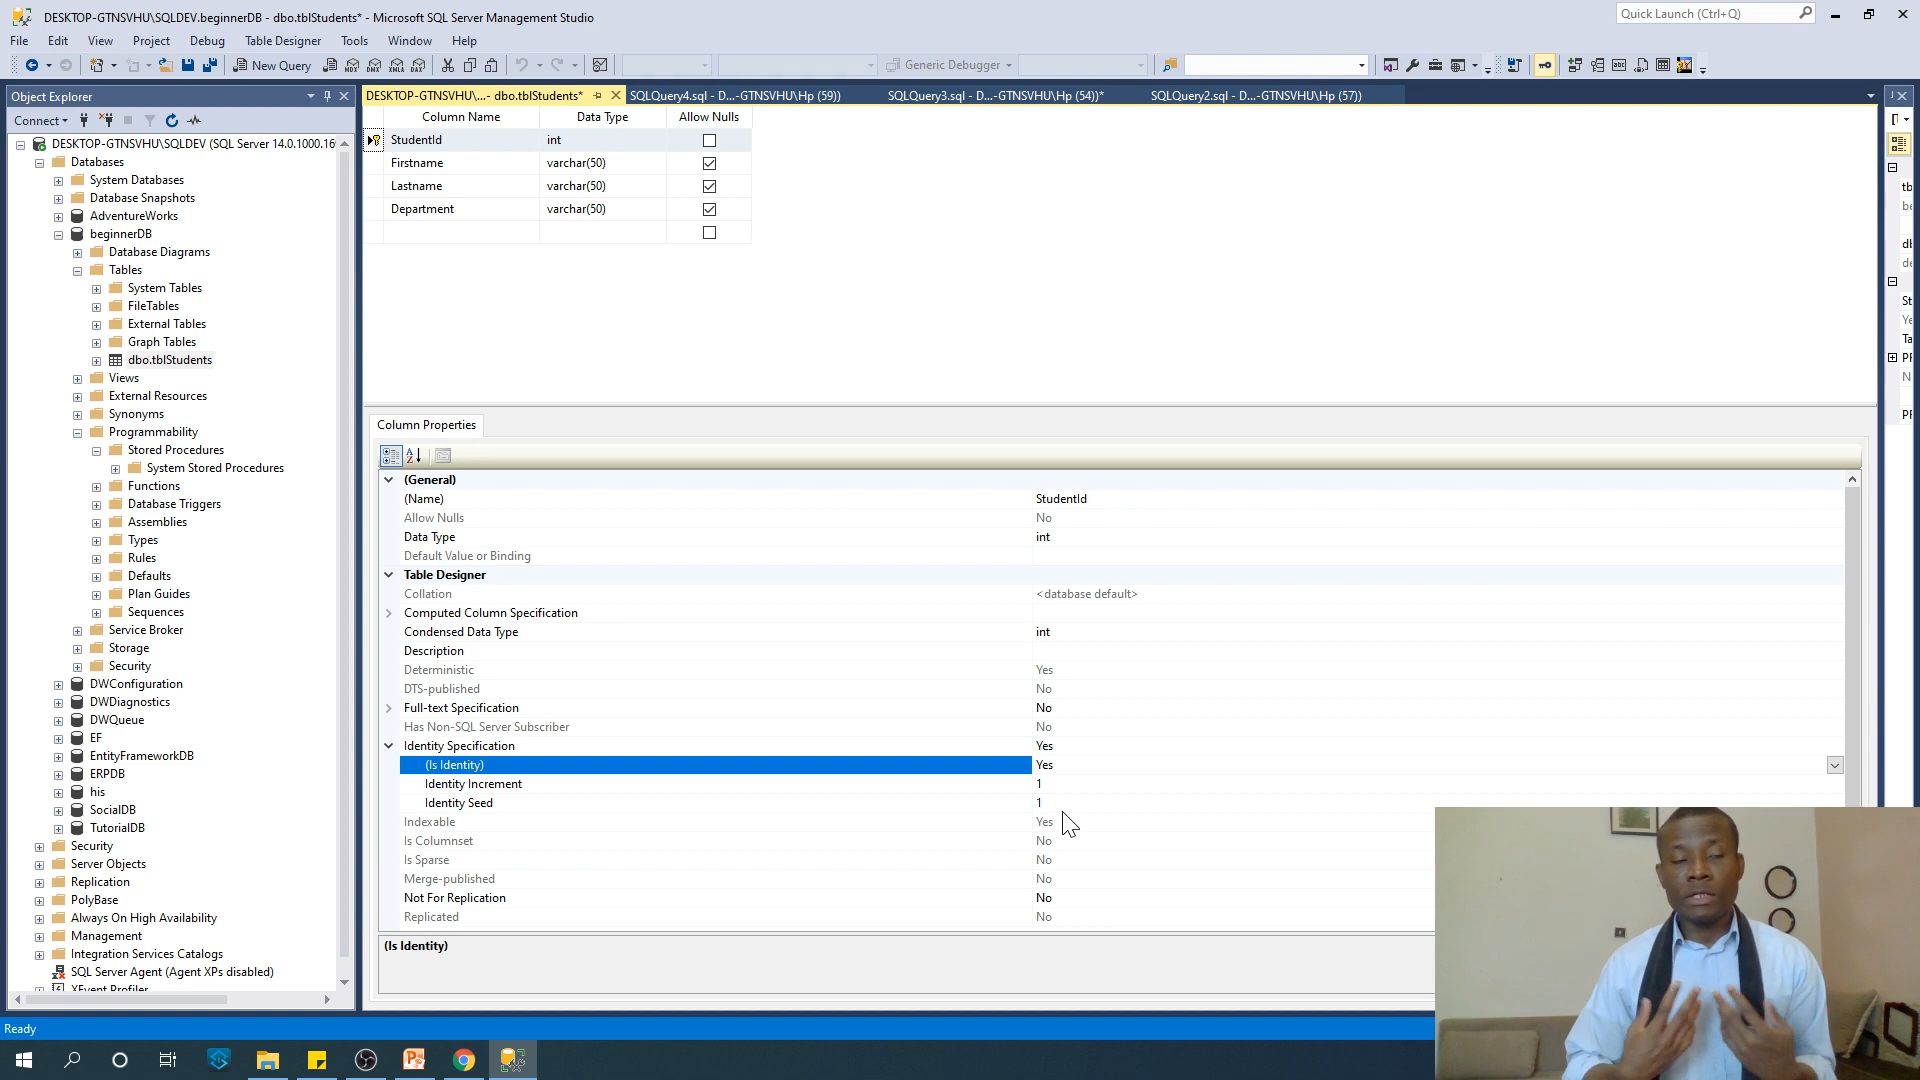 DESKTOP-GTNSVHU\SQLDEV.beginnerDB - dbo.tblStudents* - Microsoft SQL Server Management Studio
Quick Launch (Ctrl+Q)
File Edit View Project Debug Table Designer Tools Window Help
New Query
MDX
DMX
XMLA
DAX
Generic Debugger
Object Explorer
Connect
DESKTOP-GTNSVHU\SQLDEV (SQL Server 14.0.1000.16
Databases
System Databases
Database Snapshots
AdventureWorks
beginnerDB
Database Diagrams
Tables
System Tables
FileTables
External Tables
Graph Tables
dbo.tblStudents
Views
External Resources
Synonyms
Programmability
Stored Procedures
System Stored Procedures
Functions
Database Triggers
Assemblies
Types
Rules
Defaults
Plan Guides
Sequences
Service Broker
Storage
Security
DWConfiguration
DWDiagnostics
DWQueue
EF
EntityFrameworkDB
ERPDB
his
SocialDB
TutorialDB
Security
Server Objects
Replication
PolyBase
Always On High Availability
Management
Integration Services Catalogs
SQL Server Agent (Agent XPs disabled)
XEvent Profiler
DESKTOP-GTNSVHU\...- dbo.tblStudents* SQLQuery4.sql - D...-GTNSVHU\Hp (59)) SQLQuery3.sql - D...-GTNSVHU\Hp (54))* SQLQuery2.sql - D...-GTNSVHU\Hp (57))
Column Name Data Type Allow Nulls
StudentId int
Firstname varchar(50)
Lastname varchar(50)
Department varchar(50)
Column Properties
(General)
(Name) StudentId
Allow Nulls No
Data Type int
Default Value or Binding
Table Designer
Collation <database default>
Computed Column Specification
Condensed Data Type int
Description
Deterministic Yes
DTS-published No
Full-text Specification No
Has Non-SQL Server Subscriber No
Identity Specification Yes
(Is Identity) Yes
Identity Increment 1
Identity Seed 1
Indexable Yes
Is Columnset No
Is Sparse No
Merge-published No
Not For Replication No
Replicated No
(Is Identity)
Ready